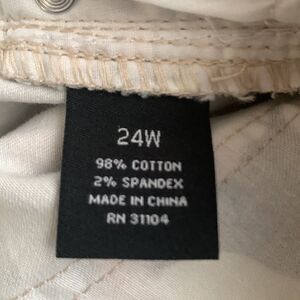 24W
98% COTTON
2% SPANDEX
MADE IN CHINA
RN 31104